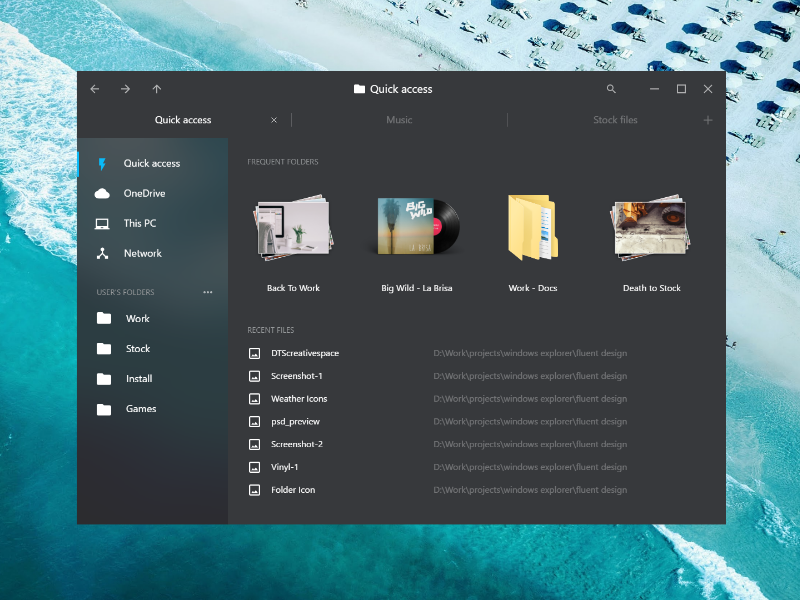 Quick access
Quick access
Music
Stock files
Quick access
OneDrive
This PC
Network
USER'S FOLDERS
Work
Stock
Install
Games
FREQUENT FOLDERS
BIG
WILD
Back To Work
Big Wild - La Brisa
Work - Docs
Death to Stock
RECENT FILES
DTScreativespace D:\Work\projects\windows explorer\fluent design
Screenshot-1 D:\Work\projects\windows explorer\fluent design
Weather Icons D:\Work\projects\windows explorer\fluent design
psd_preview D:\Work\projects\windows explorer\fluent design
Screenshot-2 D:\Work\projects\windows explorer\fluent design
Vinyl-1 D:\Work\projects\windows explorer\fluent design
Folder Icon D:\Work\projects\windows explorer\fluent design